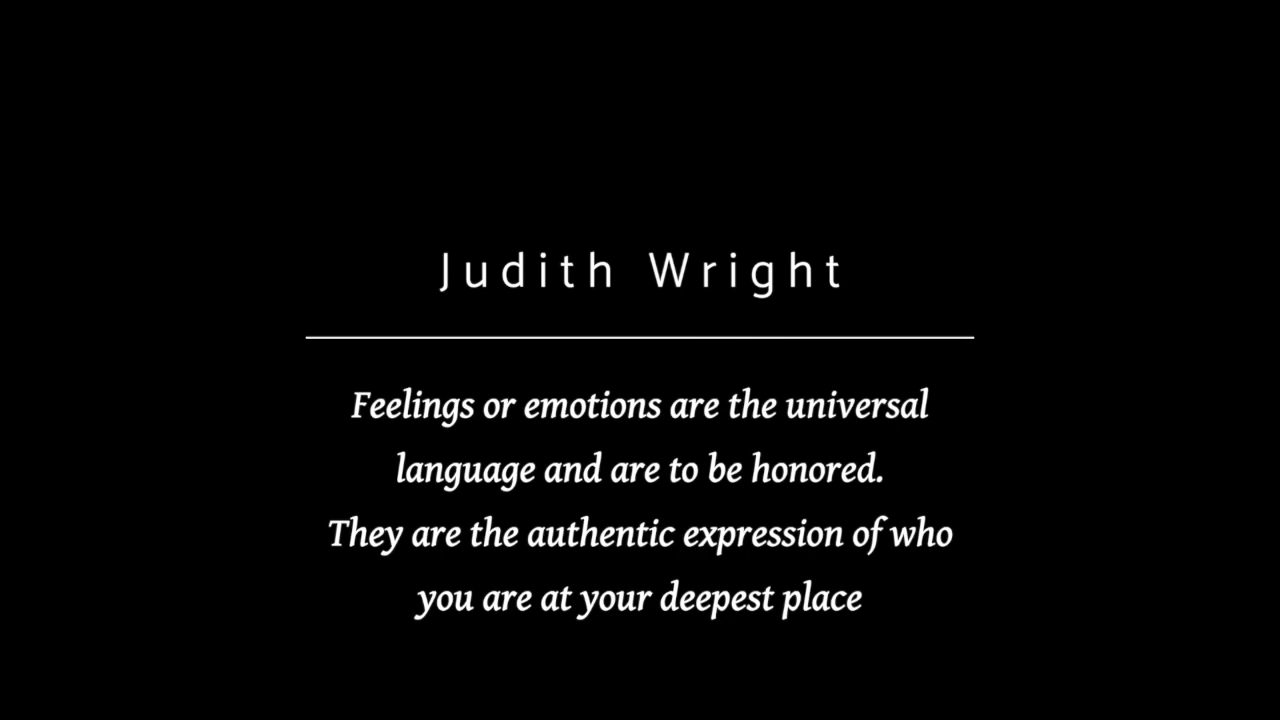 Judith Wright
Feelings or emotions are the universal
language and are to be honored.
They are the authentic expression of who
you are at your deepest place